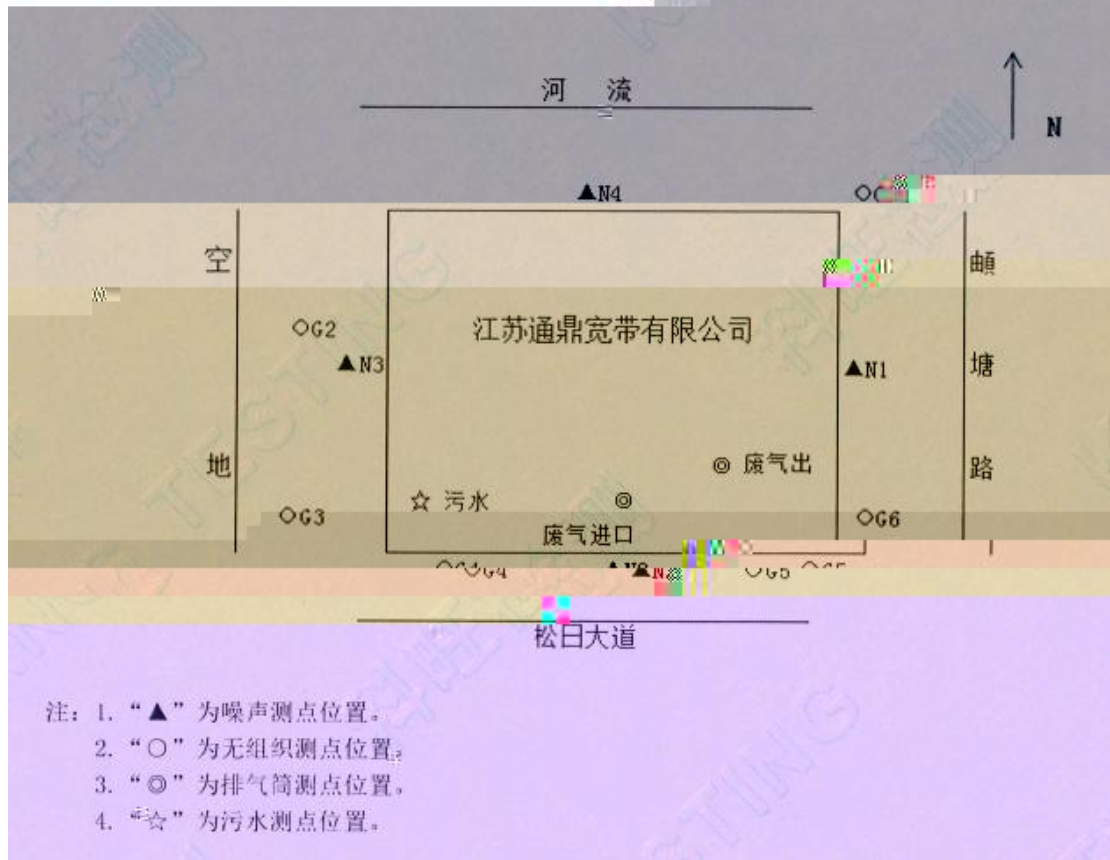 河 流
N
▲N4
空
頔
◇G2
江苏通鼎宽带有限公司
▲N3
▲N1
塘
地
◎ 废气出
路
☆ 污水
◎
◇G3
◇G6
废气进口
G4
G5
松日大道
注：1. “▲”为噪声测点位置。
2. “○”为无组织测点位置。
3. “◎”为排气筒测点位置。
4. “☆”为污水测点位置。
TESTING
TESTING